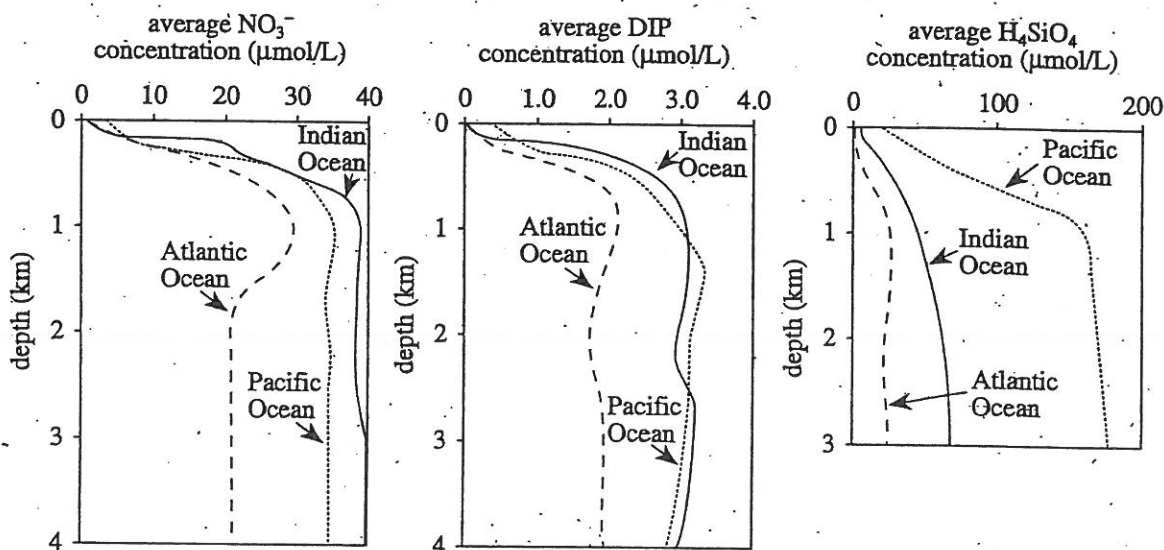 average NO₃⁻
concentration (μmol/L)
0 10 20 30 40
0
1
2
3
4
depth (km)
Indian
Ocean
Atlantic
Ocean
Pacific
Ocean
average DIP
concentration (μmol/L)
0 1.0 2.0 3.0 4.0
0
1
2
3
4
depth (km)
Indian
Ocean
Atlantic
Ocean
Pacific
Ocean
average H₄SiO₄
concentration (μmol/L)
0 100 200
0
1
2
3
depth (km)
Pacific
Ocean
Indian
Ocean
Atlantic
Ocean